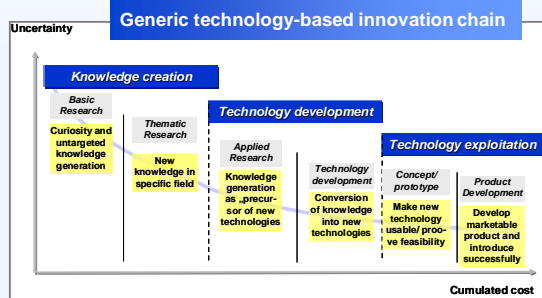 Generic technology-based innovation chain
Uncertainty
Knowledge creation
Basic
Research
Curiosity and
untargeted
knowledge
generation
Thematic
Research
New
knowledge in
specific field
Technology development
Applied
Research
Knowledge
generation
as „precur-
sor of new
technologies
Technology
development
Conversion
of knowledge
into new
technologies
Technology exploitation
Concept/
prototype
Make new
technology
usable/ proo-
ve feasibility
Product
Development
Develop
marketable
product and
introduce
successfully
Cumulated cost